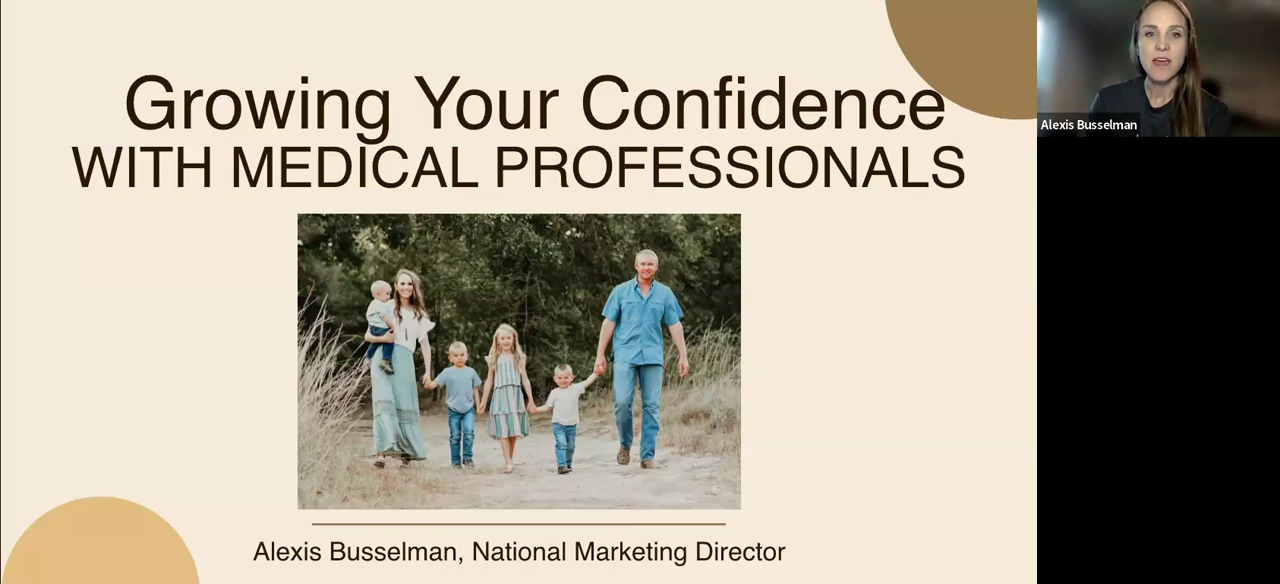 Growing Your Confidence
WITH MEDICAL PROFESSIONALS
Alexis Busselman, National Marketing Director
Alexis Busselman